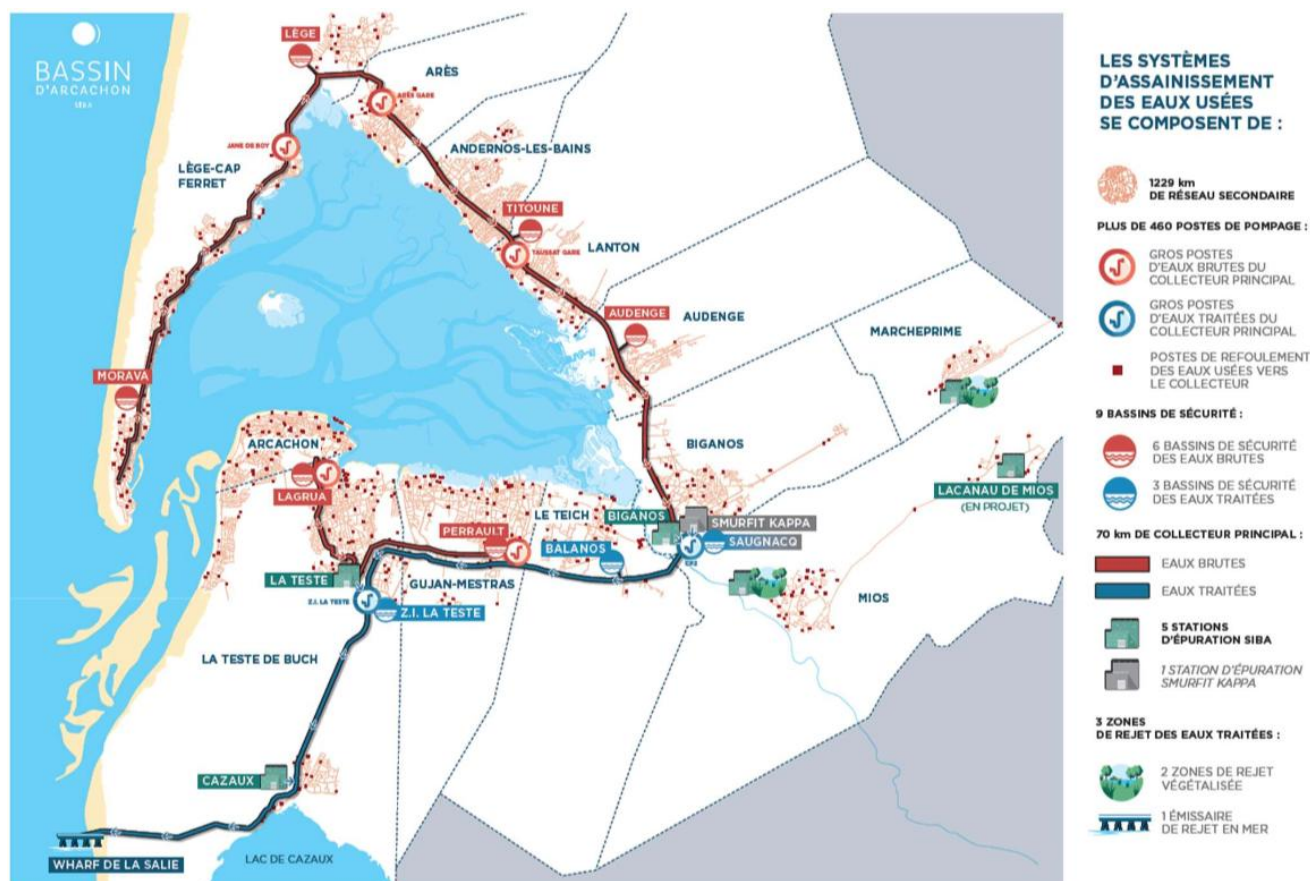 BASSIN
D'ARCACHON
SIBA
LÈGE
ARÈS
ARÈS GARE
JANE DE BOY
ANDERNOS-LES-BAINS
LÈGE-CAP
FERRET
TITOUNE
TAUSSAT GARE
LANTON
AUDENGE
AUDENGE
MARCHEPRIME
MORAVA
ARCACHON
BIGANOS
LAGRUA
LACANAU DE MIOS
(EN PROJET)
LE TEICH
BIGANOS
SMURFIT KAPPA
PERRAULT
BALANOS
SAUGNACQ
LA TESTE
GUJAN-MESTRAS
MIOS
Z.I. LA TESTE
Z.I. LA TESTE
LA TESTE DE BUCH
CAZAUX
WHARF DE LA SALIE
LAC DE CAZAUX
LES SYSTÈMES
D'ASSAINISSEMENT
DES EAUX USÉES
SE COMPOSENT DE :
1229 km
DE RÉSEAU SECONDAIRE
PLUS DE 460 POSTES DE POMPAGE :
GROS POSTES
D'EAUX BRUTES DU
COLLECTEUR PRINCIPAL
GROS POSTES
D'EAUX TRAITÉES DU
COLLECTEUR PRINCIPAL
POSTES DE REFOULEMENT
DES EAUX USÉES VERS
LE COLLECTEUR
9 BASSINS DE SÉCURITÉ :
6 BASSINS DE SÉCURITÉ
DES EAUX BRUTES
3 BASSINS DE SÉCURITÉ
DES EAUX TRAITÉES
70 km DE COLLECTEUR PRINCIPAL :
EAUX BRUTES
EAUX TRAITÉES
5 STATIONS
D'ÉPURATION SIBA
1 STATION D'ÉPURATION
SMURFIT KAPPA
3 ZONES
DE REJET DES EAUX TRAITÉES :
2 ZONES DE REJET
VÉGÉTALISÉE
1 ÉMISSAIRE
DE REJET EN MER